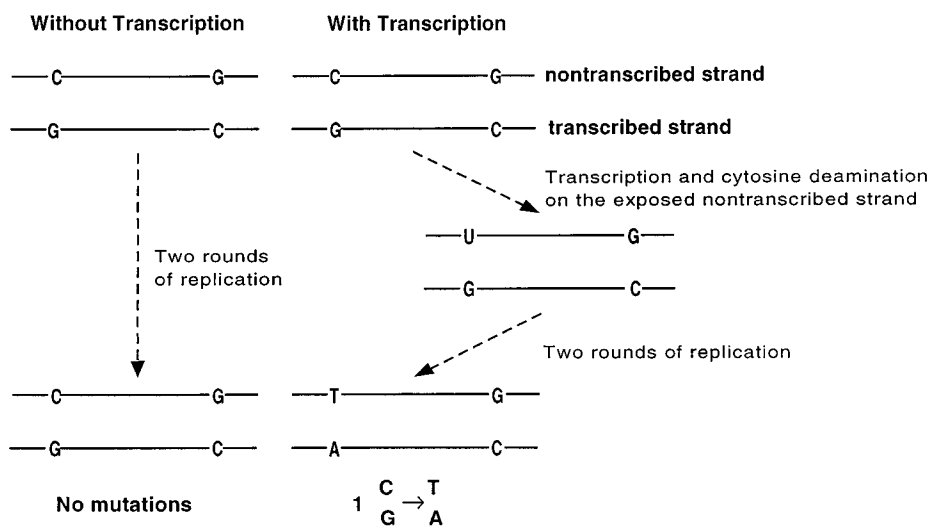 Without Transcription
With Transcription
C G
C G nontranscribed strand
G C
G C transcribed strand
Transcription and cytosine deamination
on the exposed nontranscribed strand
U G
G C
Two rounds
of replication
Two rounds of replication
C G
T G
G C
A C
No mutations
1 C → T
G A